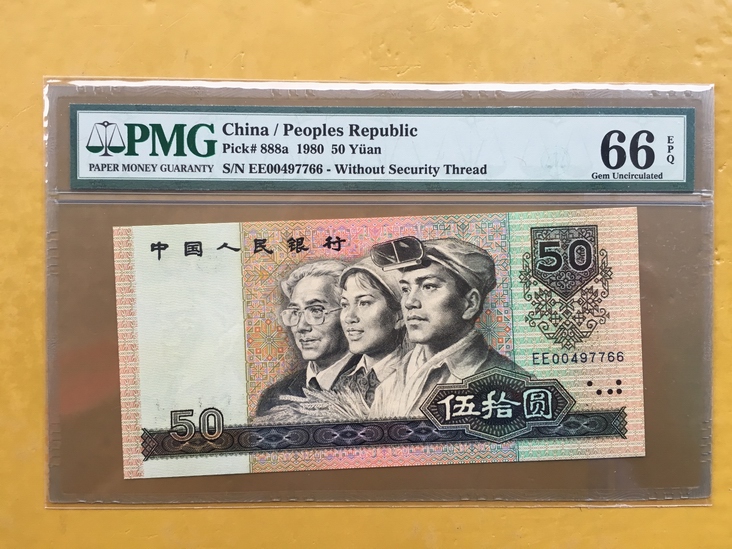 PMG
PAPER MONEY GUARANTY
China / Peoples Republic
Pick# 888a 1980 50 Yüan
S/N EE00497766 - Without Security Thread
66
EPQ
Gem Uncirculated
中国人民银行
50
EE00497766
伍拾圆
50